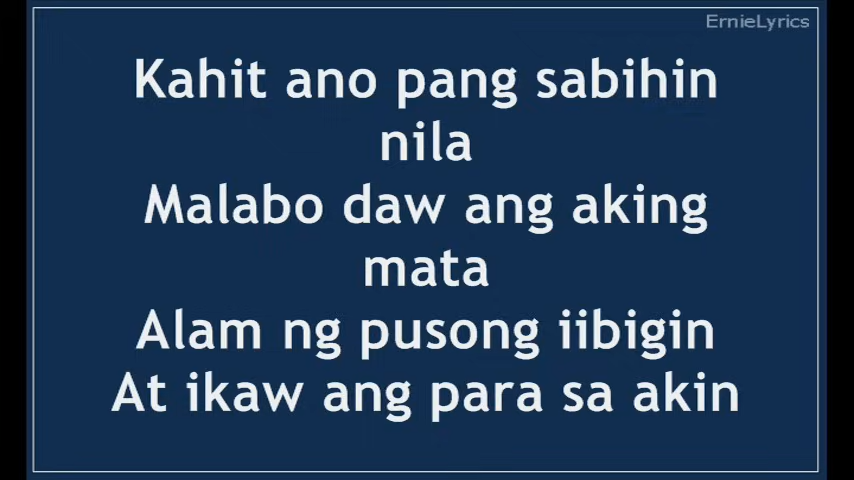 ErnieLyrics
Kahit ano pang sabihin
nila
Malabo daw ang aking
mata
Alam ng pusong iibigin
At ikaw ang para sa akin